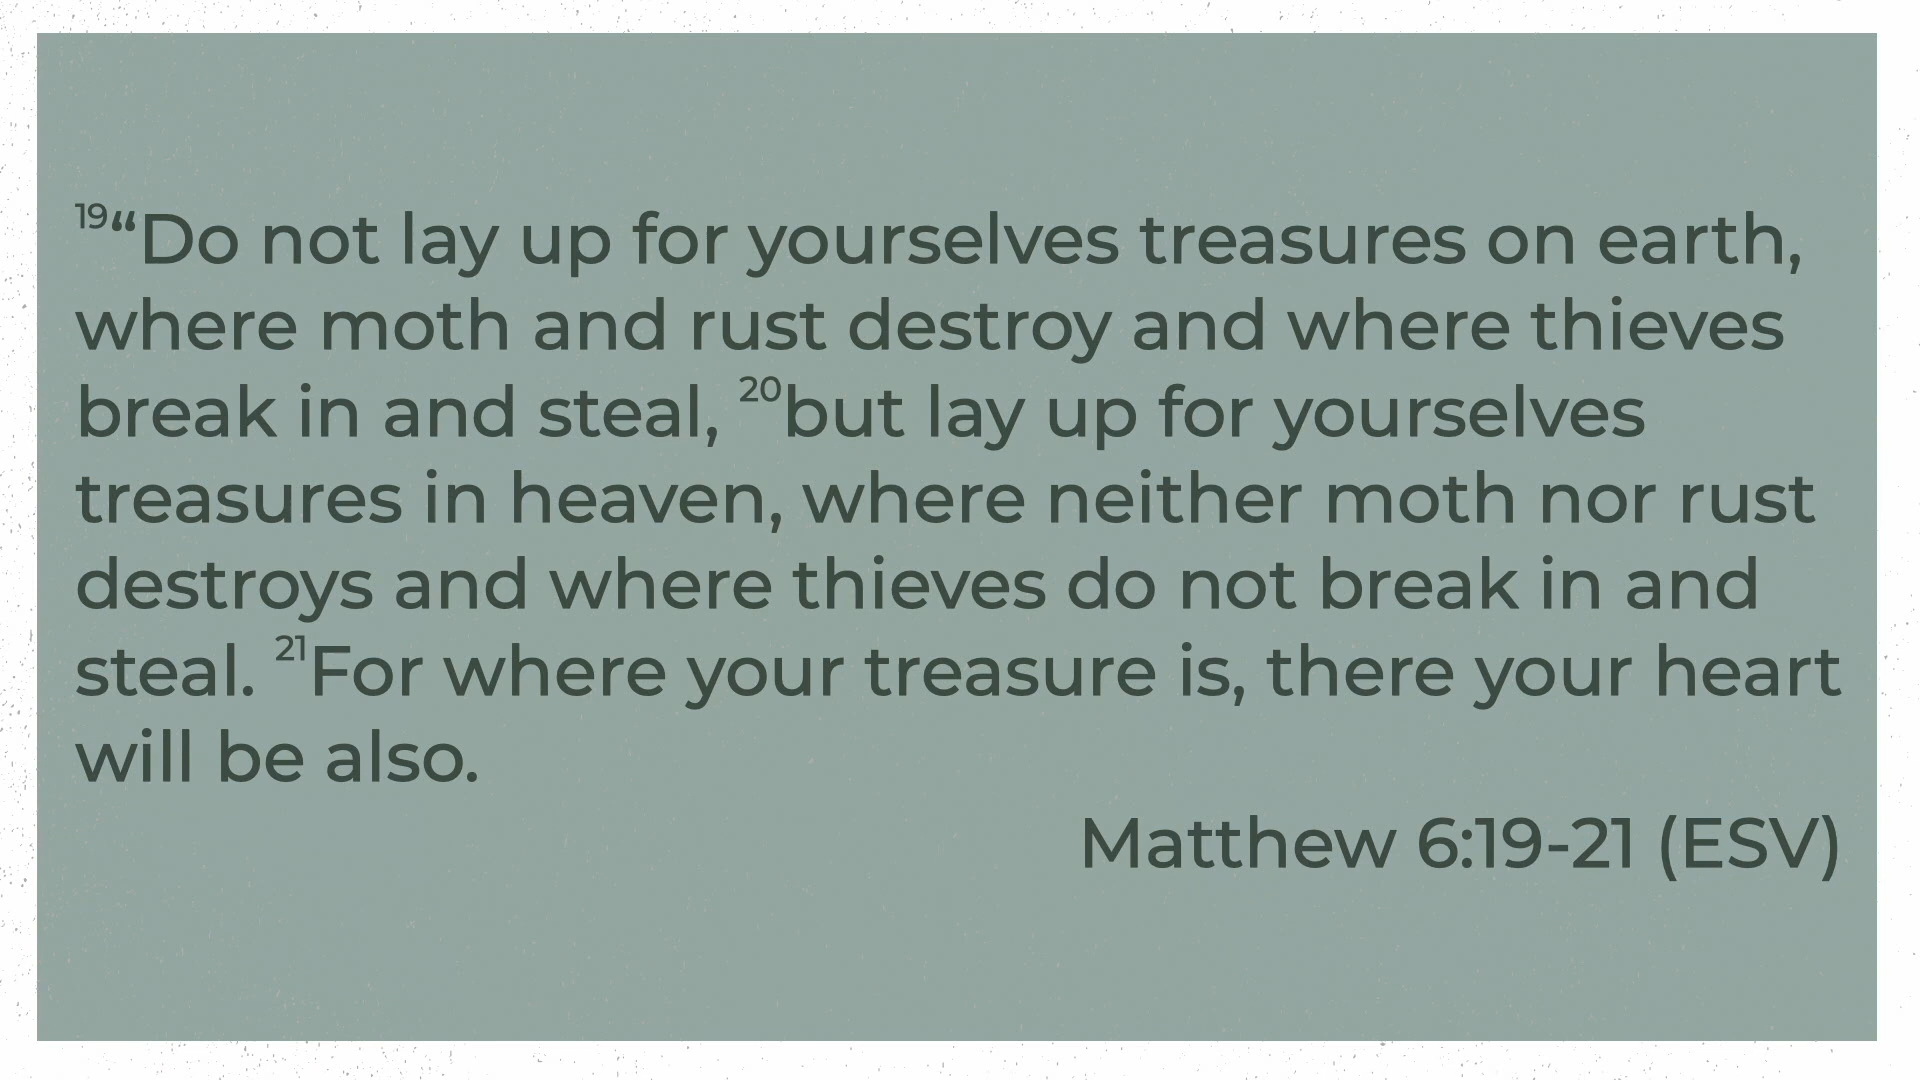 19“Do not lay up for yourselves treasures on earth,
where moth and rust destroy and where thieves
break in and steal, 20but lay up for yourselves
treasures in heaven, where neither moth nor rust
destroys and where thieves do not break in and
steal. 21For where your treasure is, there your heart
will be also.
Matthew 6:19-21 (ESV)